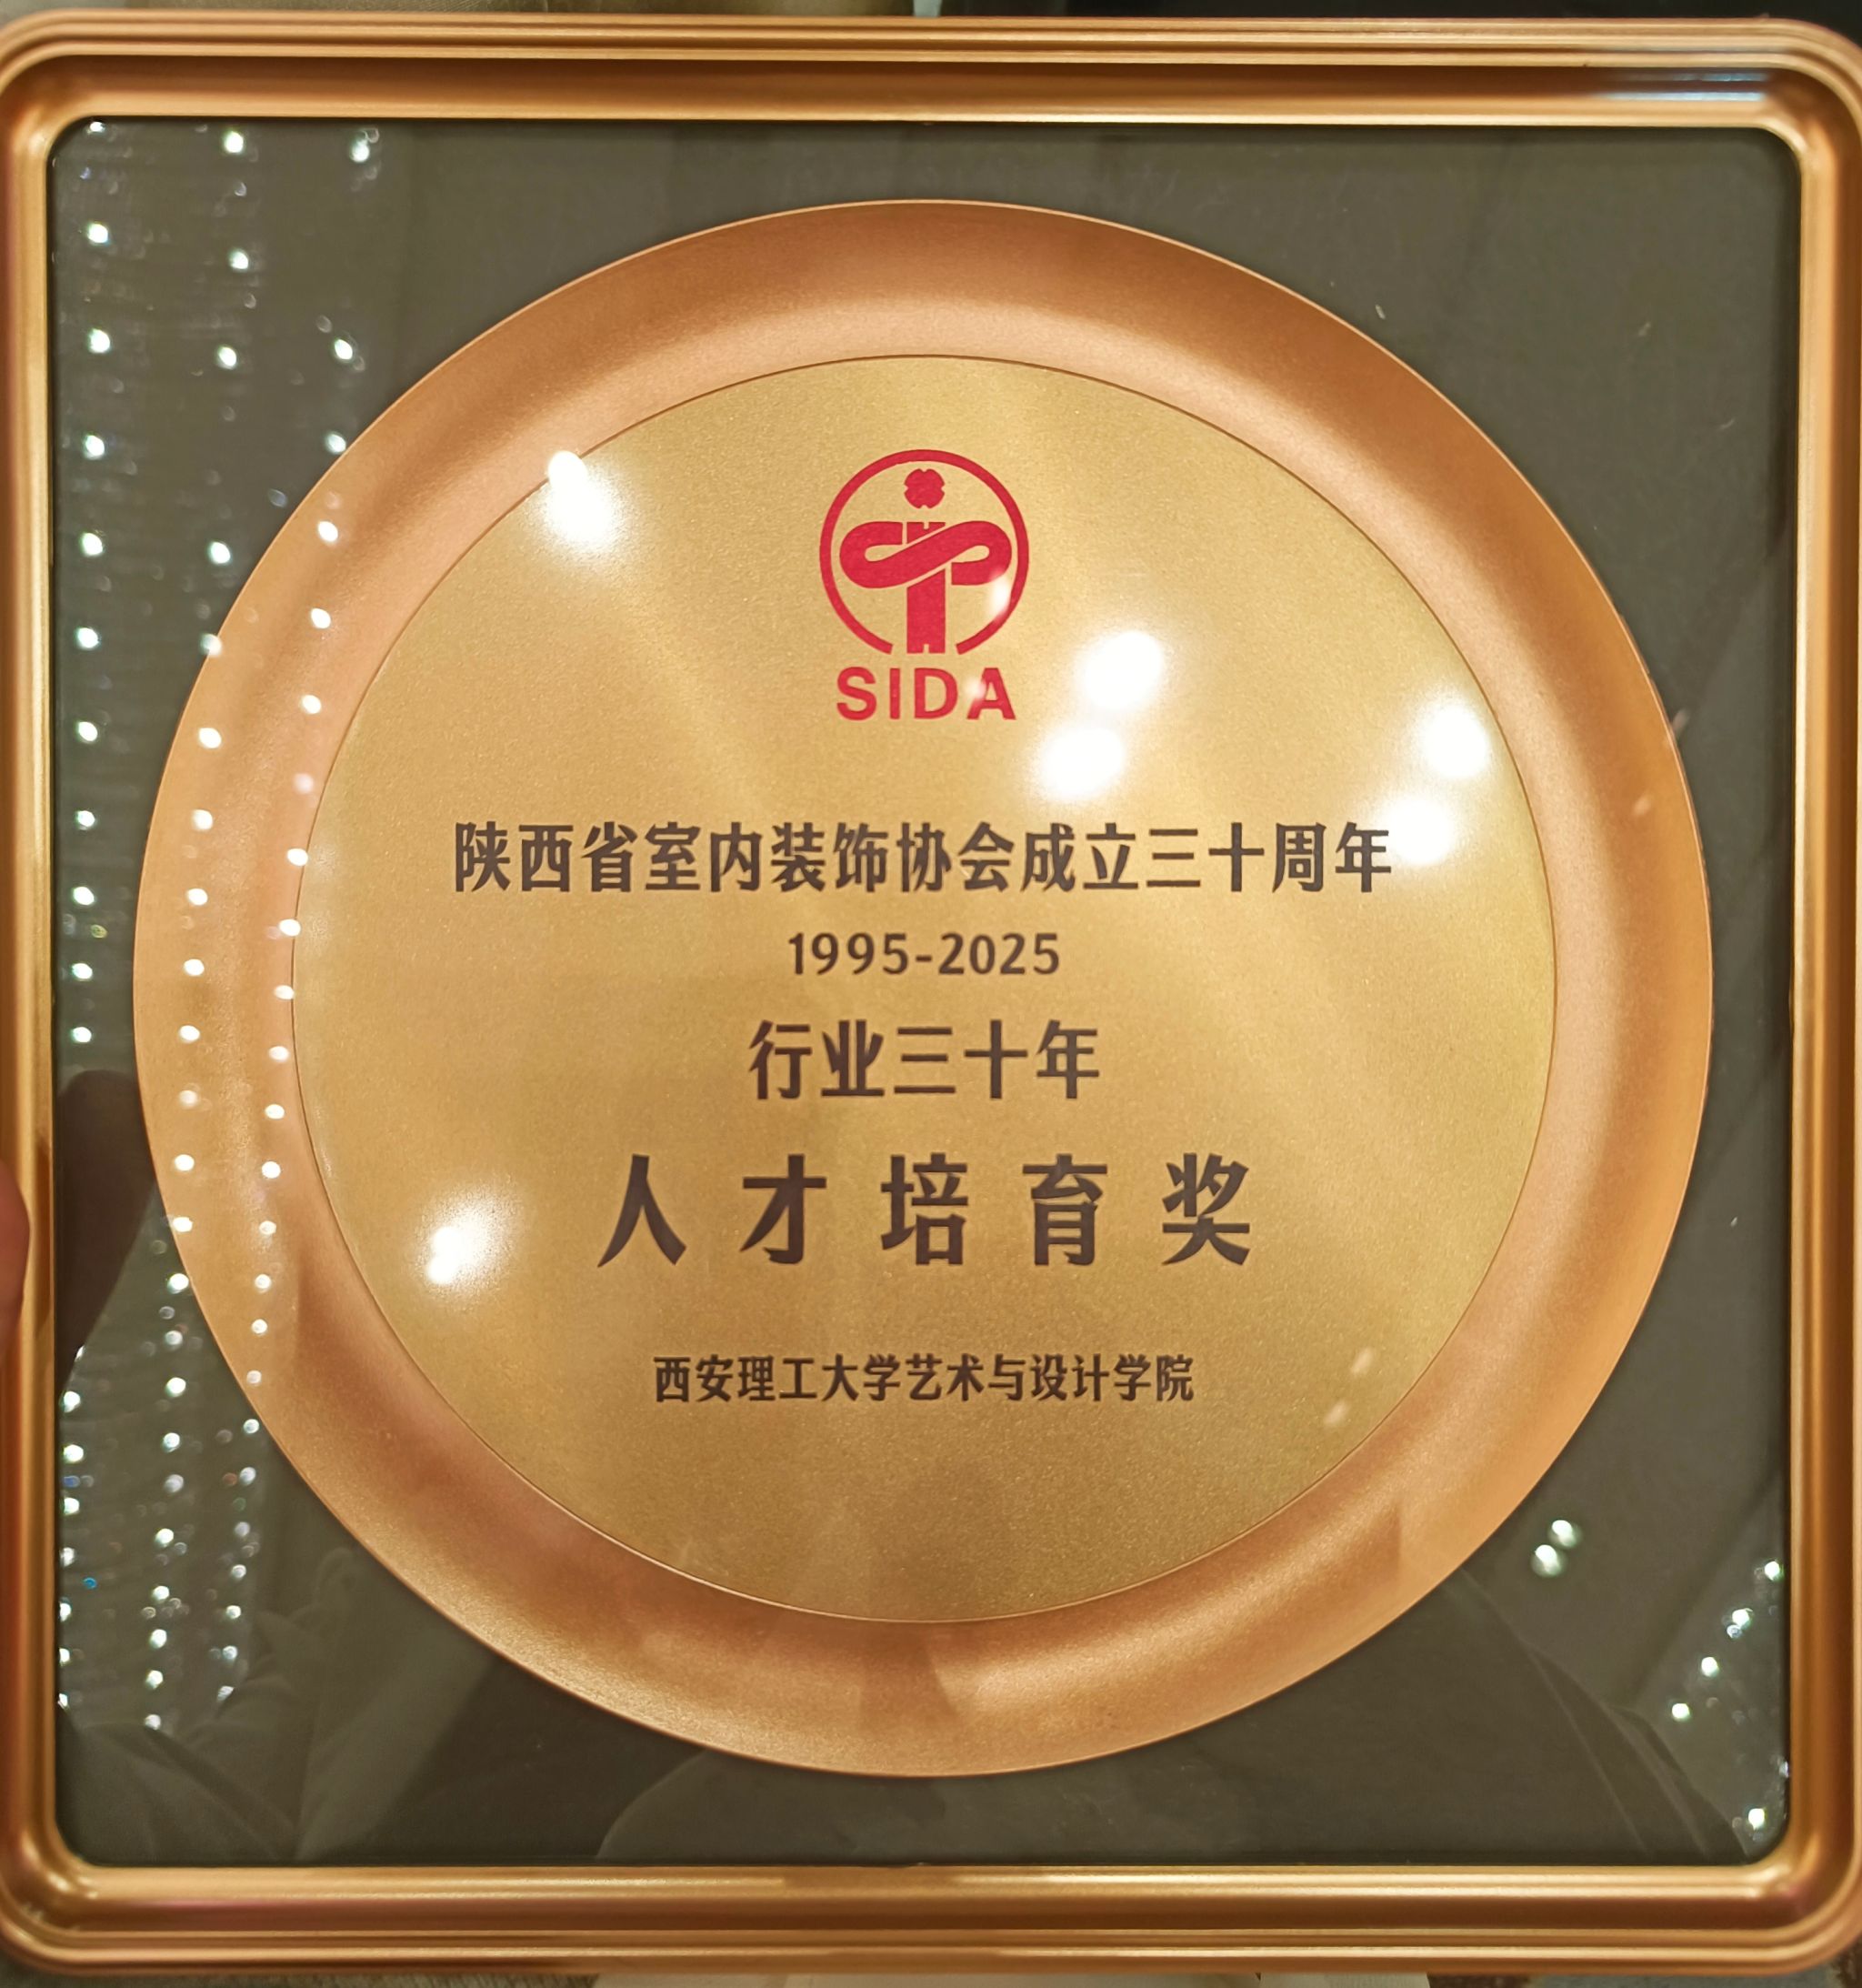 SIDA
陕西省室内装饰协会成立三十周年
1995-2025
行业三十年
人才培育奖
西安理工大学艺术与设计学院